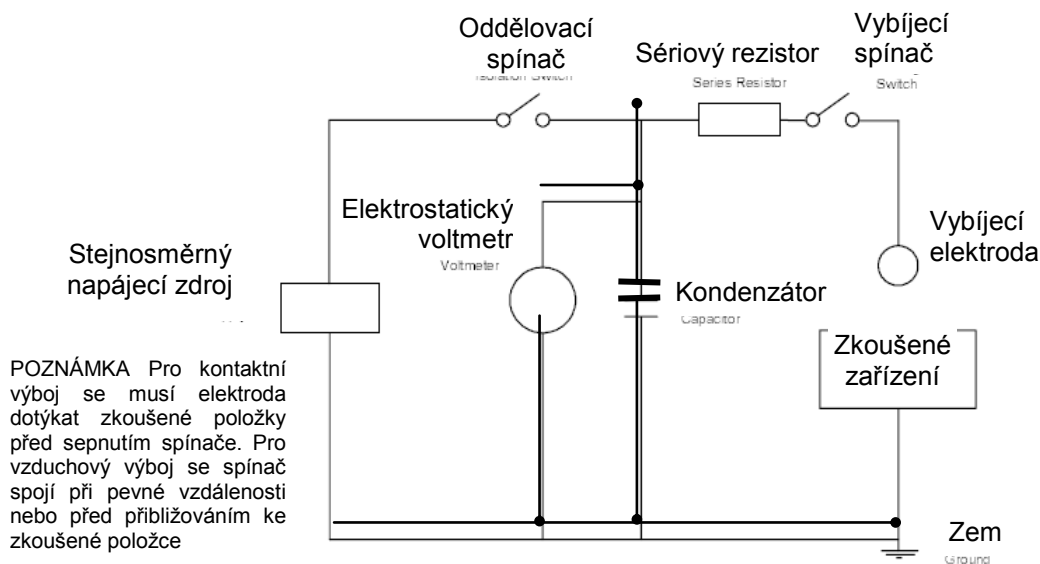 Oddělovací
spínač
Isolation Switch
Sériový rezistor
Series Resistor
Vybíjecí
spínač
Switch
Elektrostatický
voltmetr
Voltmeter
Vybíjecí
elektroda
Stejnosměrný
napájecí zdroj
Kondenzátor
Capacitor
Zkoušené
zařízení
POZNÁMKA Pro kontaktní
výboj se musí elektroda
dotýkat zkoušené položky
před sepnutím spínače. Pro
vzduchový výboj se spínač
spojí při pevné vzdálenosti
nebo před přibližováním ke
zkoušené položce
Zem
Ground